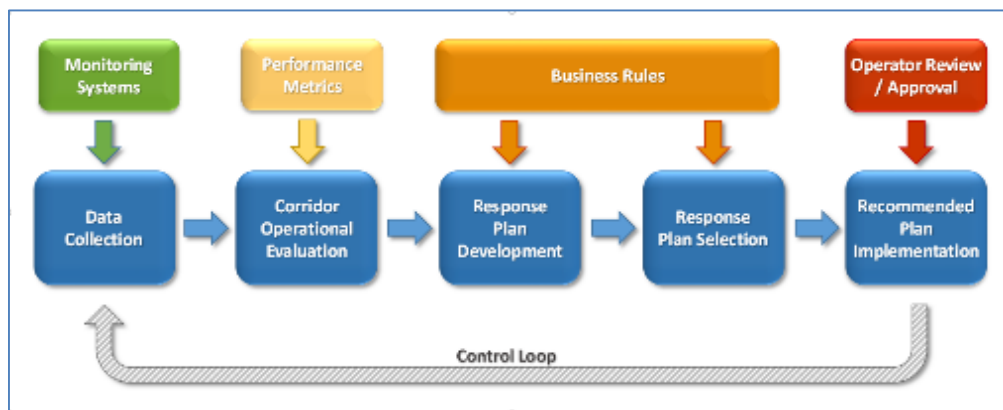 Monitoring
Systems
Performance
Metrics
Business Rules
Operator Review
/ Approval
Data
Collection
Corridor
Operational
Evaluation
Response
Plan
Development
Response
Plan Selection
Recommended
Plan
Implementation
Control Loop